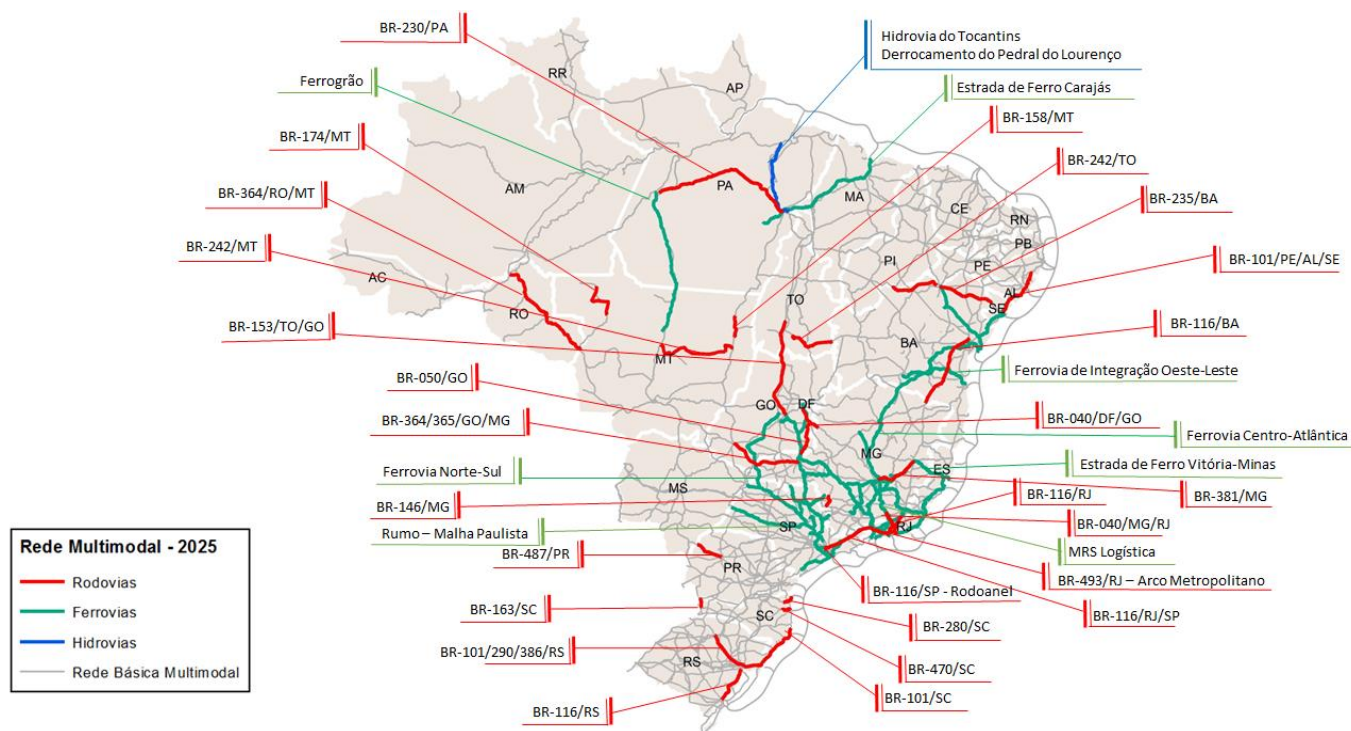 BR-230/PA
Hidrovia do Tocantins
Derrocamento do Pedral do Lourenço
Ferrogrão
Estrada de Ferro Carajás
BR-174/MT
BR-158/MT
BR-364/RO/MT
BR-242/TO
BR-242/MT
BR-235/BA
BR-101/PE/AL/SE
BR-153/TO/GO
BR-116/BA
BR-050/GO
Ferrovia de Integração Oeste-Leste
BR-364/365/GO/MG
BR-040/DF/GO
Ferrovia Centro-Atlântica
Ferrovia Norte-Sul
Estrada de Ferro Vitória-Minas
BR-146/MG
BR-116/RJ
BR-381/MG
Rumo – Malha Paulista
BR-040/MG/RJ
BR-487/PR
MRS Logística
BR-493/RJ – Arco Metropolitano
BR-116/SP - Rodoanel
BR-163/SC
BR-116/RJ/SP
BR-280/SC
BR-101/290/386/RS
BR-470/SC
BR-101/SC
BR-116/RS
RR
AP
AM
PA
MA
CE
RN
PB
PE
PI
AL
SE
AC
RO
TO
BA
MT
GO
DF
MG
ES
MS
SP
RJ
PR
SC
RS
Rede Multimodal - 2025
Rodovias
Ferrovias
Hidrovias
Rede Básica Multimodal